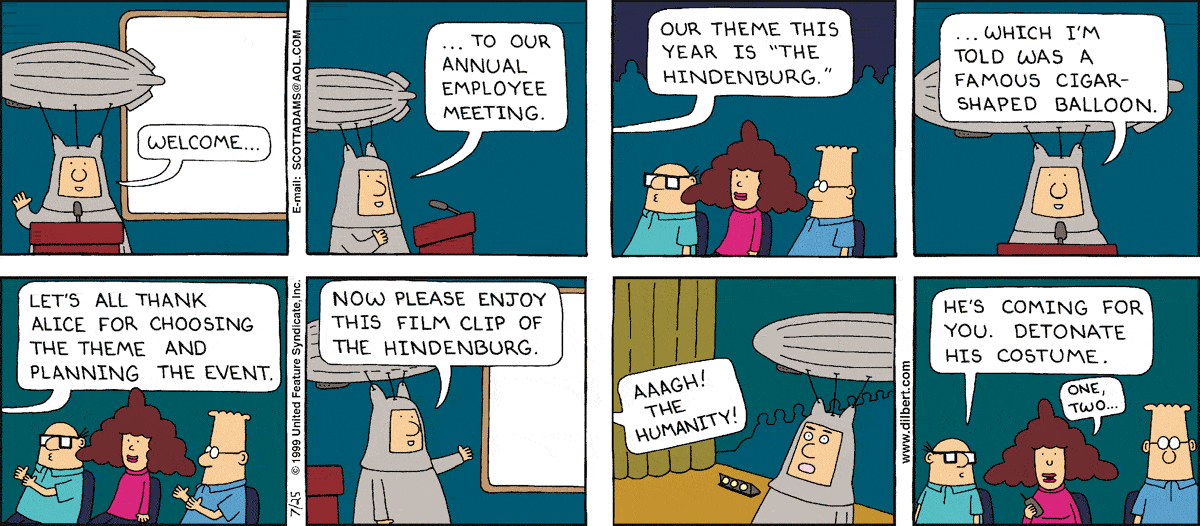 WELCOME...
E-mail: SCOTTADAMS@AOL.COM
... TO OUR
ANNUAL
EMPLOYEE
MEETING.
OUR THEME THIS
YEAR IS "THE
HINDENBURG."
... WHICH I'M
TOLD WAS A
FAMOUS CIGAR-
SHAPED BALLOON.
LET'S ALL THANK
ALICE FOR CHOOSING
THE THEME AND
PLANNING THE EVENT.
7/25 © 1999 United Feature Syndicate, Inc.
NOW PLEASE ENJOY
THIS FILM CLIP OF
THE HINDENBURG.
AAAGH!
THE
HUMANITY!
www.dilbert.com
HE'S COMING FOR
YOU. DETONATE
HIS COSTUME.
ONE,
TWO...